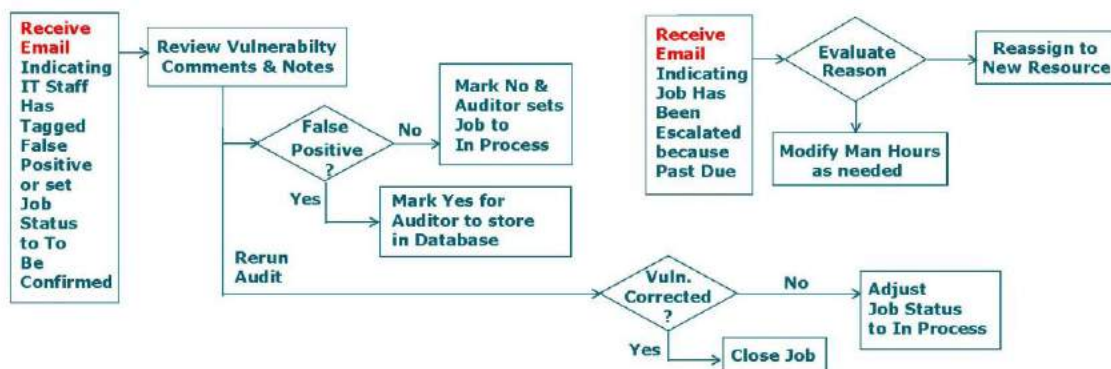 Receive
Email
Indicating
IT Staff
Has
Tagged
False
Positive
or set
Job
Status
to To
Be
Confirmed
Review Vulnerabilty
Comments & Notes
False
Positive
?
No
Mark No &
Auditor sets
Job to
In Process
Yes
Mark Yes for
Auditor to store
in Database
Rerun
Audit
Vuln.
Corrected
?
No
Adjust
Job Status
to In Process
Yes
Close Job
Receive
Email
Indicating
Job Has
Been
Escalated
because
Past Due
Evaluate
Reason
Reassign to
New Resource
Modify Man Hours
as needed